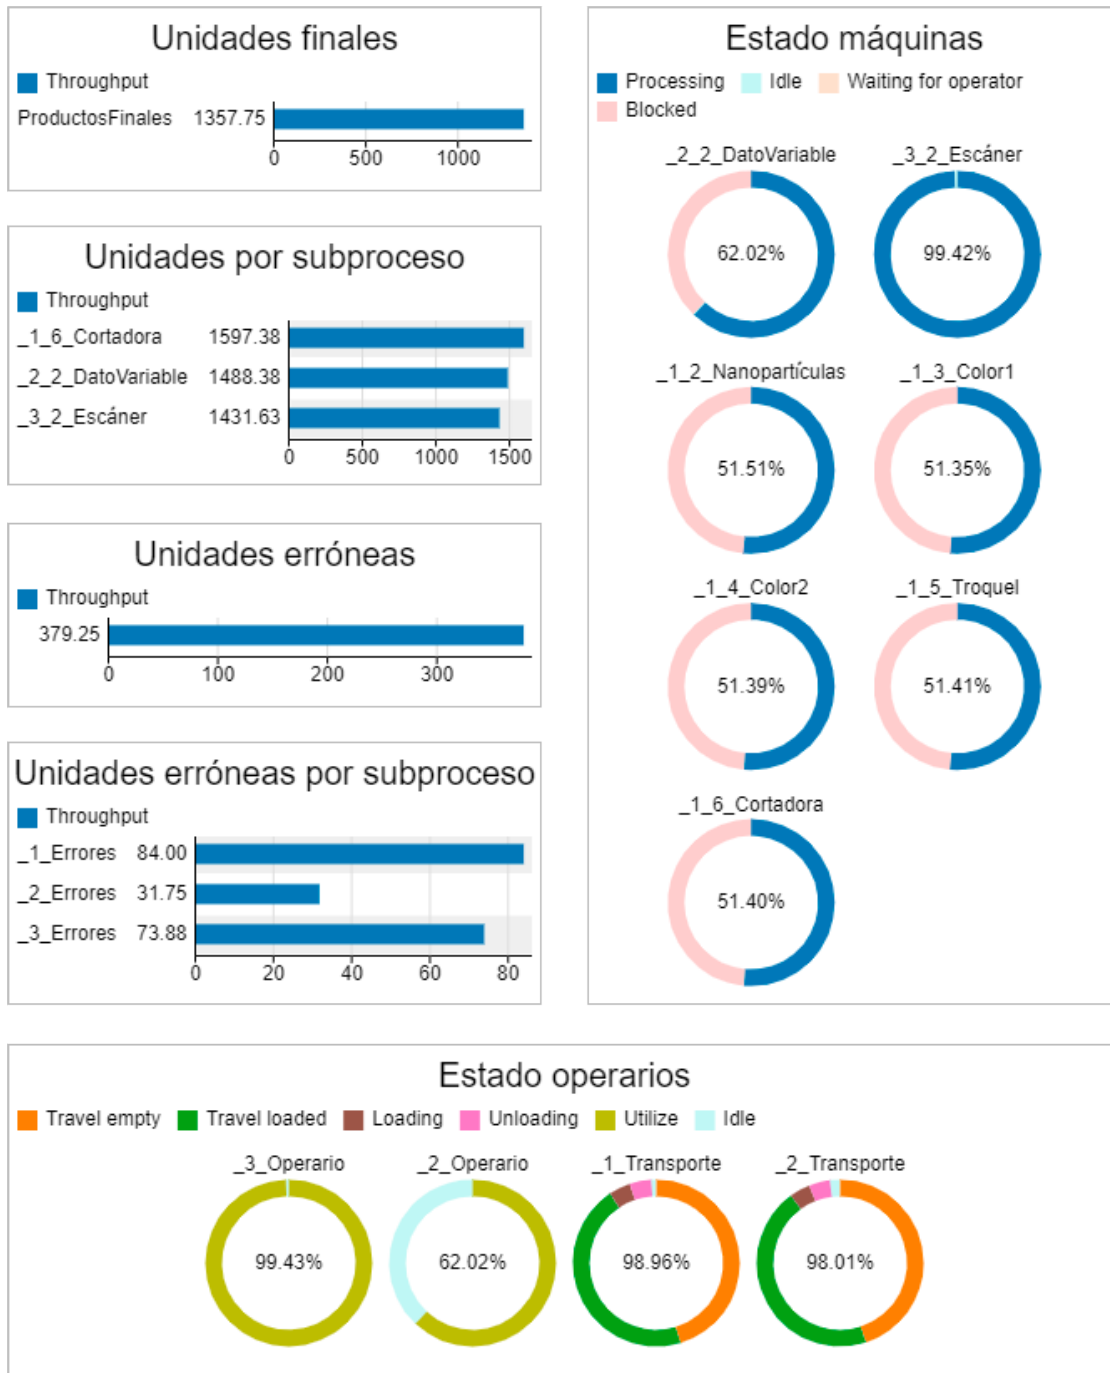 Unidades finales
Throughput
ProductosFinales 1357.75
0 500 1000
Unidades por subproceso
Throughput
_1_6_Cortadora 1597.38
_2_2_DatoVariable 1488.38
_3_2_Escáner 1431.63
0 500 1000 1500
Unidades erróneas
Throughput
379.25
0 100 200 300
Unidades erróneas por subproceso
Throughput
_1_Errores 84.00
_2_Errores 31.75
_3_Errores 73.88
0 20 40 60 80
Estado máquinas
Processing Idle Waiting for operator
Blocked
_2_2_DatoVariable _3_2_Escáner
62.02% 99.42%
_1_2_Nanopartículas _1_3_Color1
51.51% 51.35%
_1_4_Color2 _1_5_Troquel
51.39% 51.41%
_1_6_Cortadora
51.40%
Estado operarios
Travel empty Travel loaded Loading Unloading Utilize Idle
_3_Operario _2_Operario _1_Transporte _2_Transporte
99.43% 62.02% 98.96% 98.01%